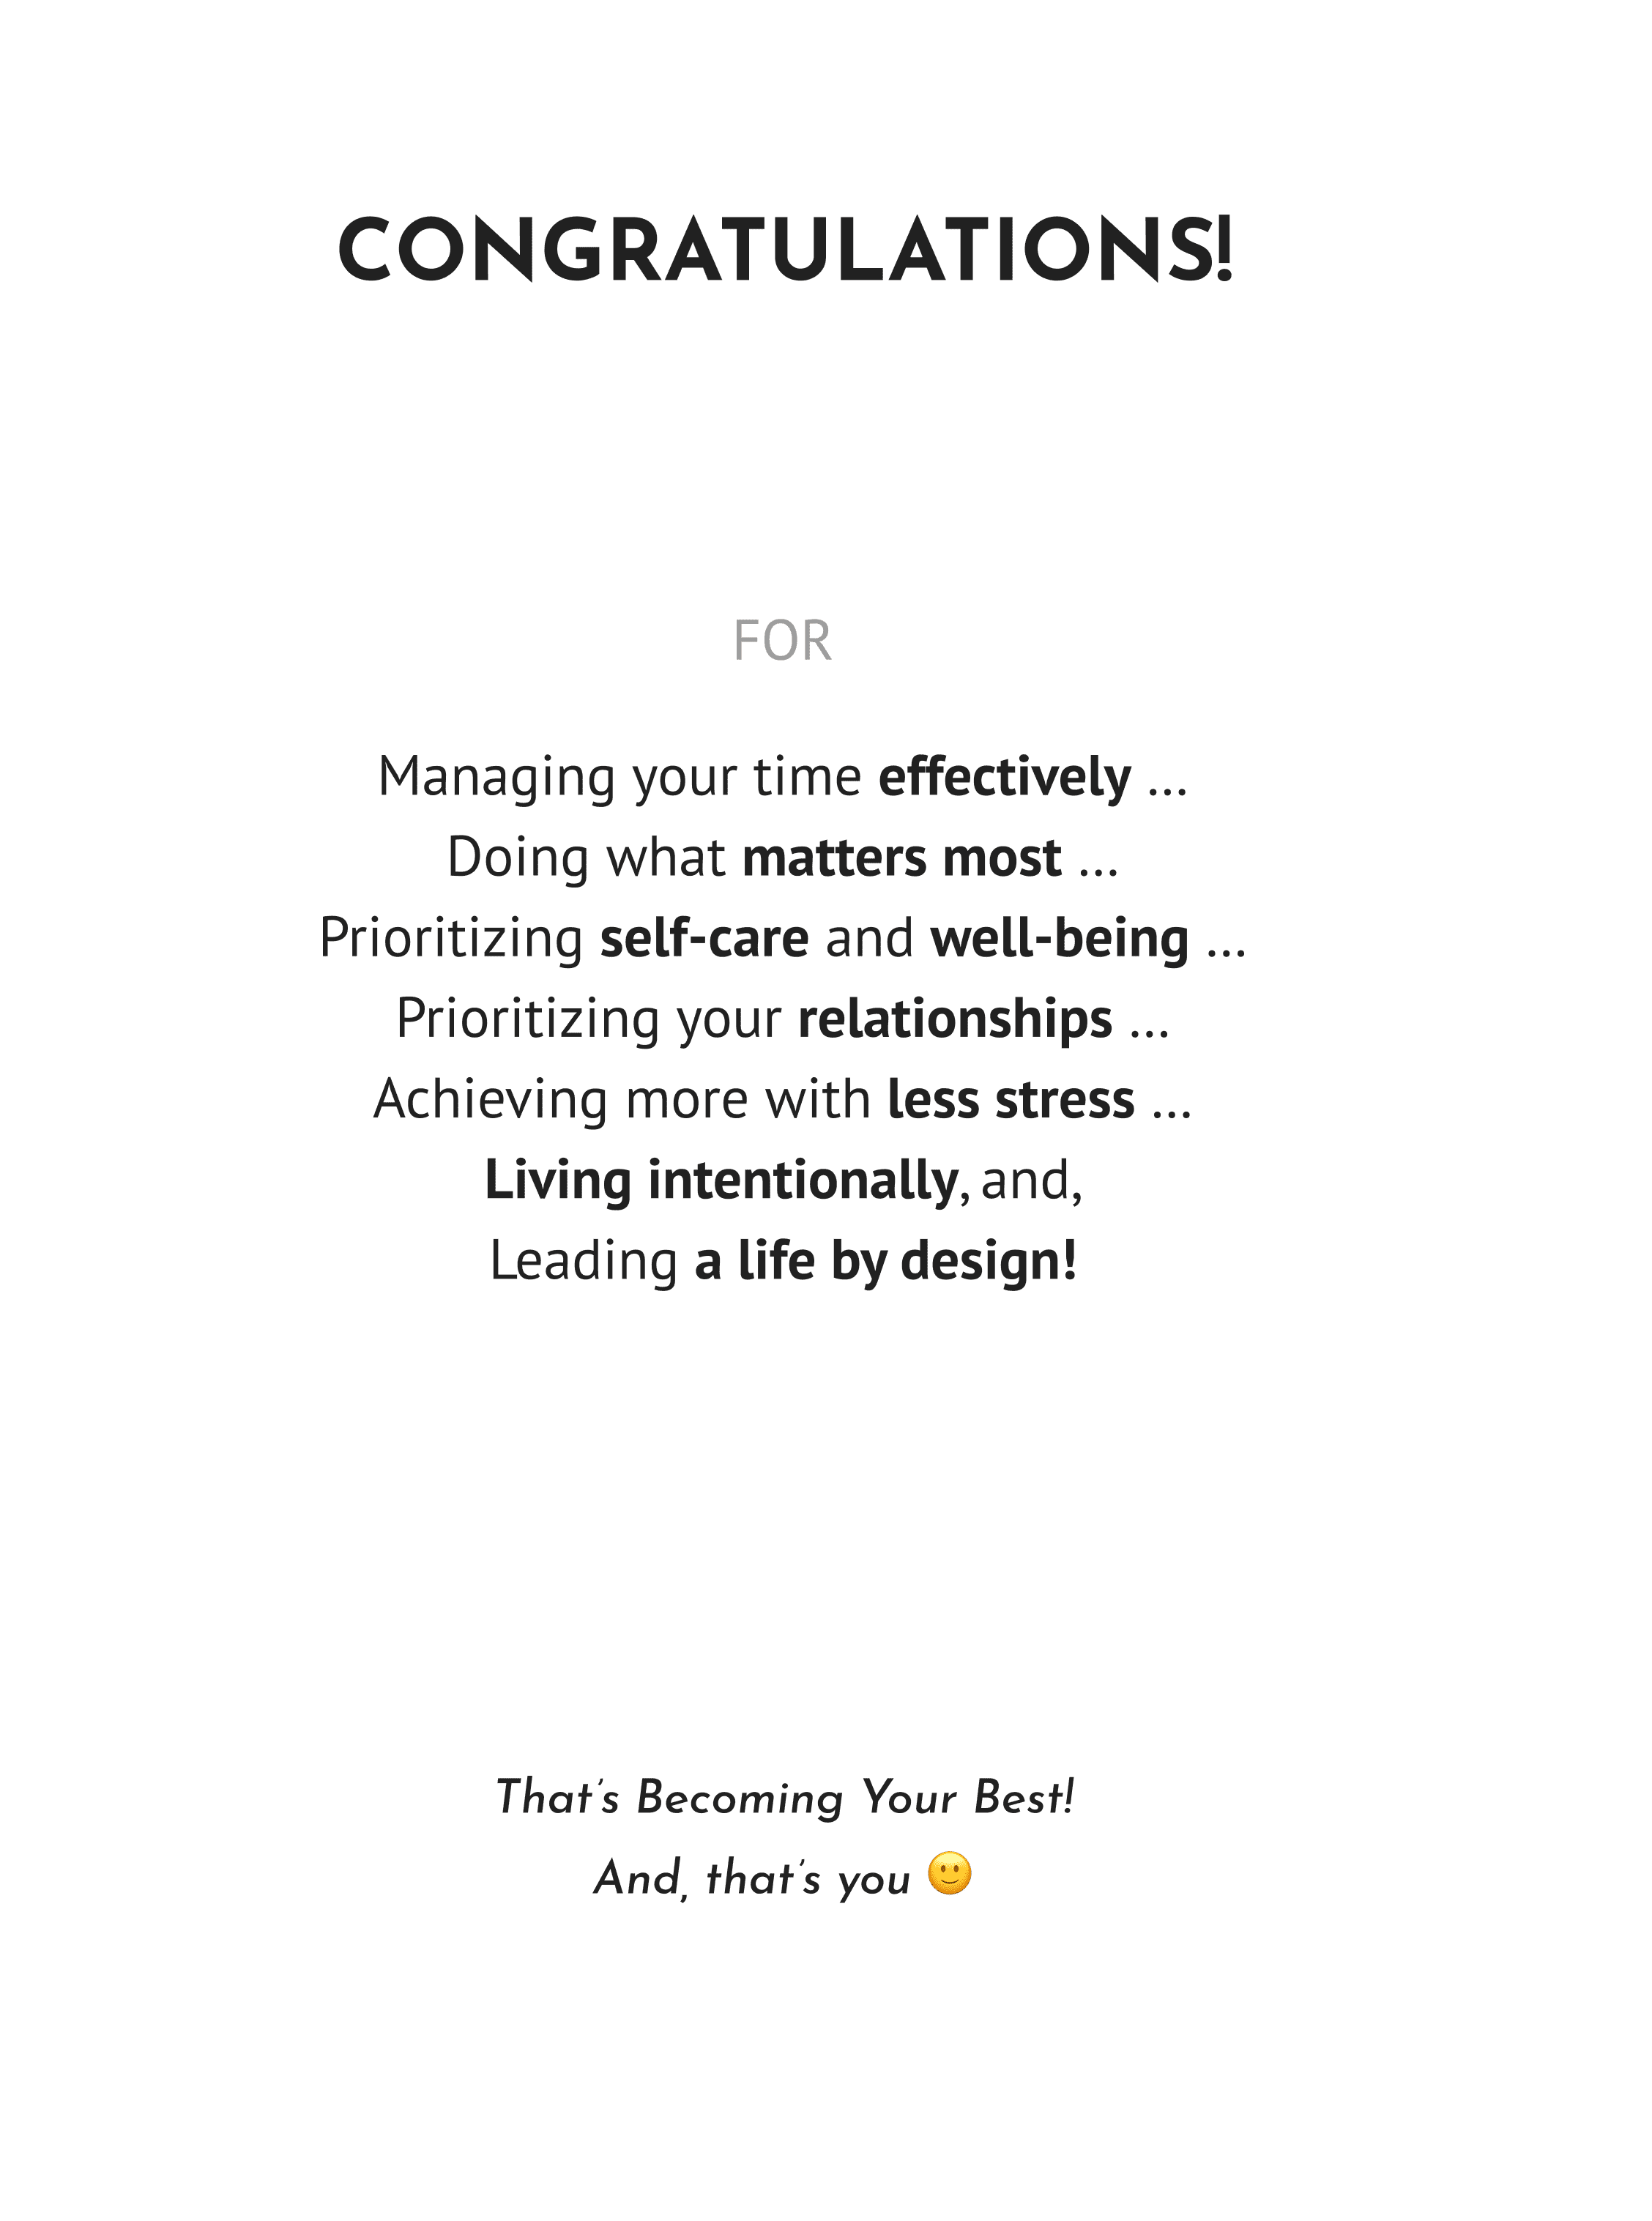 CONGRATULATIONS!
FOR
Managing your time effectively ...
Doing what matters most ...
Prioritizing self-care and well-being ...
Prioritizing your relationships ...
Achieving more with less stress ...
Living intentionally, and,
Leading a life by design!
That’s Becoming Your Best!
And, that’s you 🙂